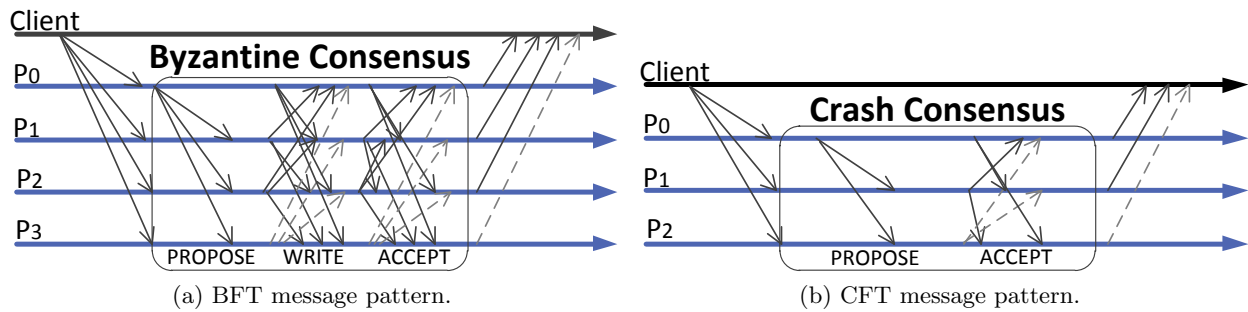 Client
Byzantine Consensus
P0
P1
P2
P3
PROPOSE WRITE ACCEPT
(a) BFT message pattern.
Client
Crash Consensus
P0
P1
P2
PROPOSE ACCEPT
(b) CFT message pattern.